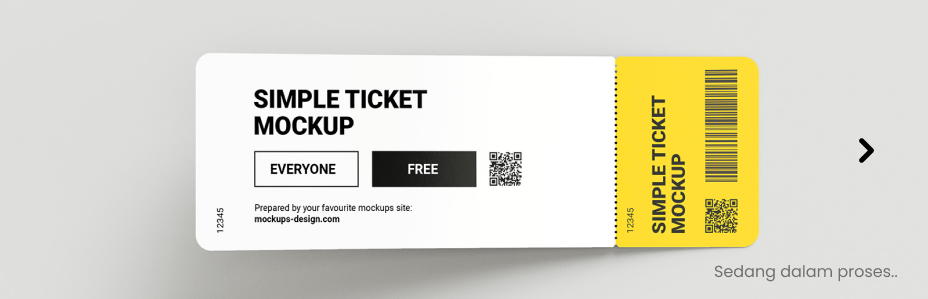 SIMPLE TICKET
MOCKUP
EVERYONE
FREE
Prepared by your favourite mockups site:
mockups-design.com
12345
12345
SIMPLE TICKET
MOCKUP
Sedang dalam proses..